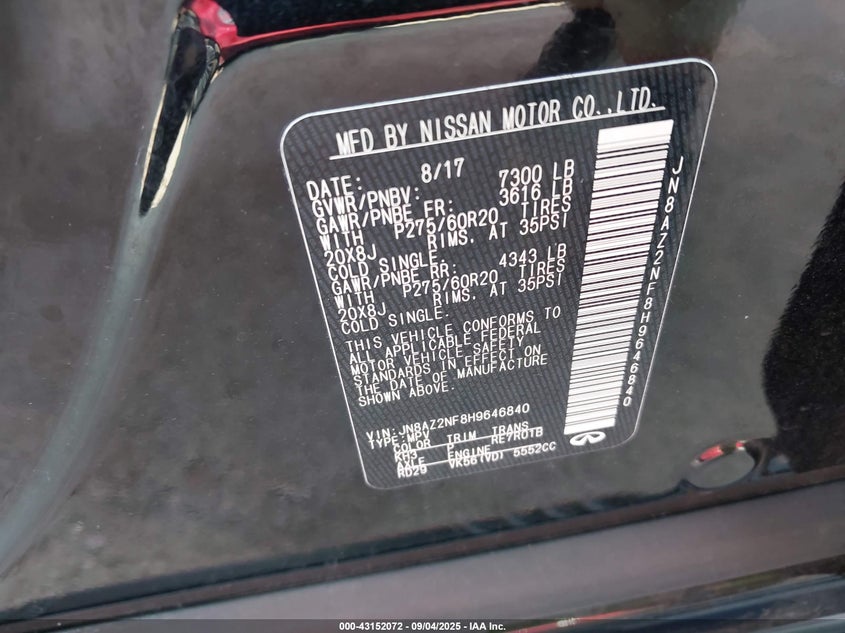 MFD BY NISSAN MOTOR CO.,LTD.
DATE: 8/17
GVWR/PNBV: 7300 LB
GAWR/PNBE FR: 3616 LB
WITH P275/60R20 TIRES
20X8J RIMS. AT 35PSI
COLD SINGLE.
GAWR/PNBE RR: 4343 LB
WITH P275/60R20 TIRES
20X8J RIMS. AT 35PSI
COLD SINGLE.
THIS VEHICLE CONFORMS TO
ALL APPLICABLE FEDERAL
MOTOR VEHICLE SAFETY
STANDARDS IN EFFECT ON
THE DATE OF MANUFACTURE
SHOWN ABOVE.
VIN:JN8AZ2NF8H9646840
TYPE:MPV
COLOR TRIM TRANS
KH3 P RE7R01B
AXLE ENGINE
RD29 VK56(VD) 5552CC
JN8AZ2NF8H9646840
000-43152072 - 09/04/2025 - IAA Inc.